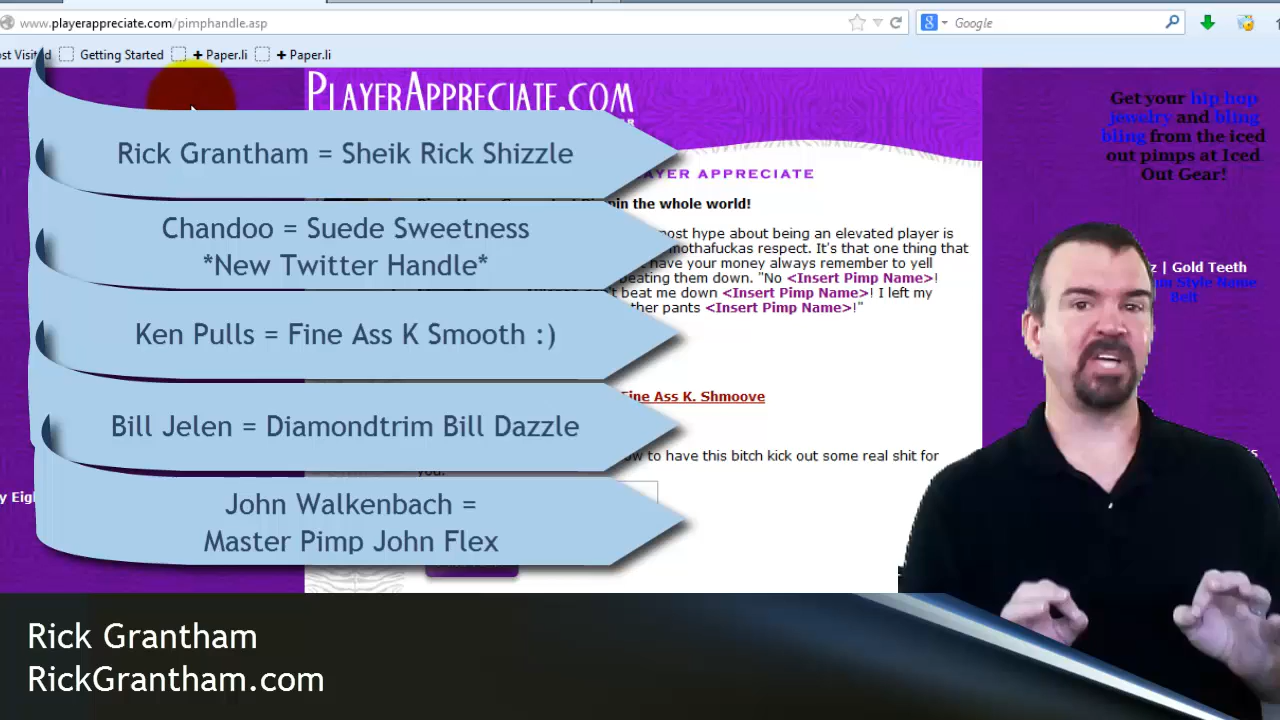 www.playerappreciate.com/pimphandle.asp
Google
Getting Started
+ Paper.li
+ Paper.li
PLAYERAPPRECIATE.COM
Get your hip hop
jewelry and bling
bling from the iced
out pimps at Iced
Out Gear!
Rick Grantham = Sheik Rick Shizzle
APPRECIATE
in the whole world!
hype about being an elevated player is
mothafuckas respect. It's that one thing that
have your money always remember to yell
beating them down. "No <Insert Pimp Name>!
beat me down <Insert Pimp Name>! I left my
pants <Insert Pimp Name>!"
Chandoo = Suede Sweetness
*New Twitter Handle*
| Gold Teeth
Style Name
Belt
Ken Pulls = Fine Ass K Smooth :)
Ass K. Shmoove
Bill Jelen = Diamondtrim Bill Dazzle
to have this bitch kick out some real shit for
you.
John Walkenbach =
Master Pimp John Flex
Rick Grantham
RickGrantham.com